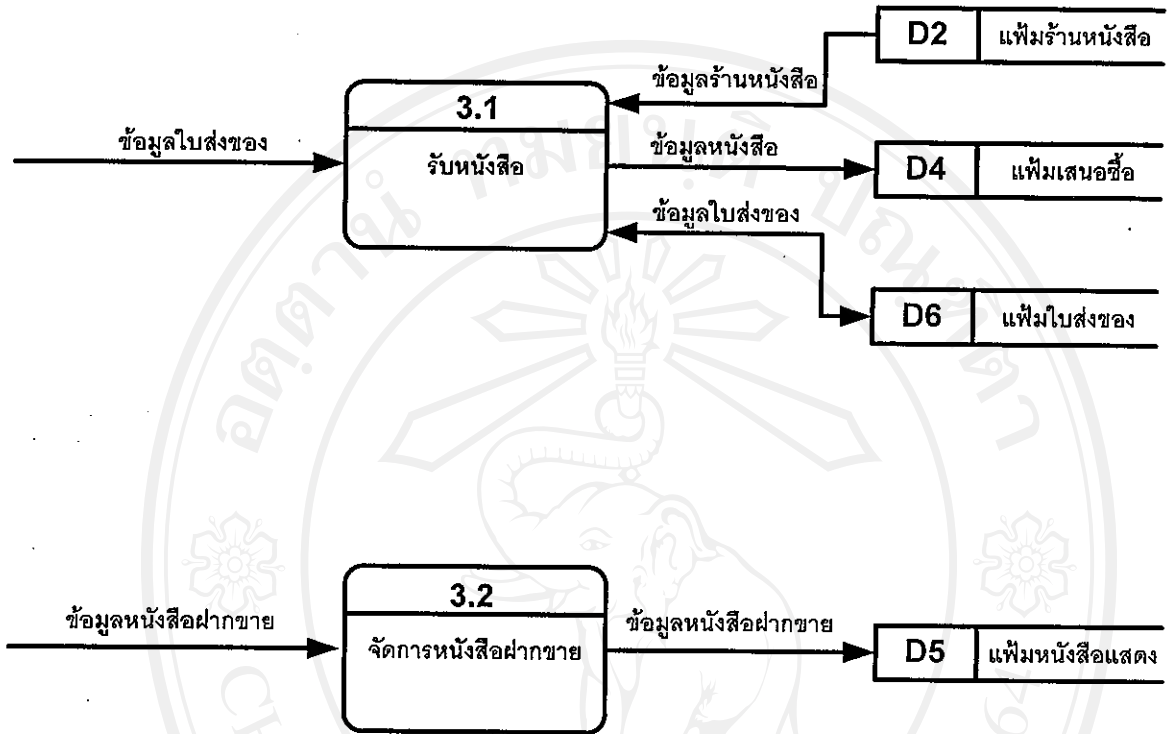 D2 แฟ้มร้านหนังสือ
ข้อมูลร้านหนังสือ
3.1
ข้อมูลใบส่งของ
รับหนังสือ
ข้อมูลหนังสือ
D4 แฟ้มเสนอซื้อ
ข้อมูลใบส่งของ
D6 แฟ้มใบส่งของ
3.2
ข้อมูลหนังสือฝากขาย
จัดการหนังสือฝากขาย
ข้อมูลหนังสือฝากขาย
D5 แฟ้มหนังสือแสดง